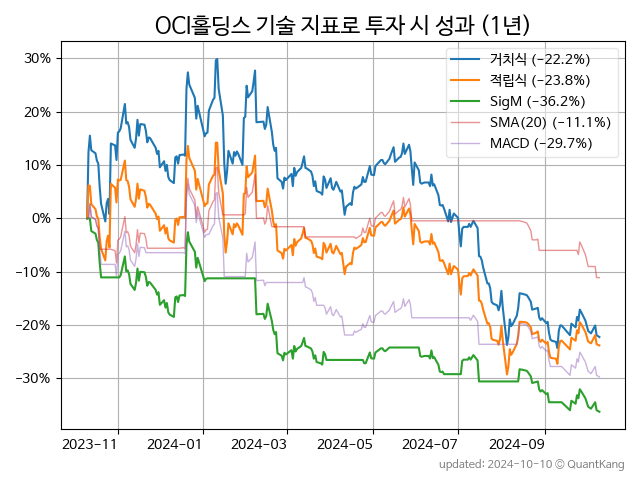 OCI홀딩스 기술 지표로 투자 시 성과 (1년)
거치식 (−22.2%)
적립식 (−23.8%)
SigM (−36.2%)
SMA(20) (−11.1%)
MACD (−29.7%)
30%
20%
10%
0%
−10%
−20%
−30%
2023-11 2024-01 2024-03 2024-05 2024-07 2024-09
updated: 2024-10-10 © QuantKang